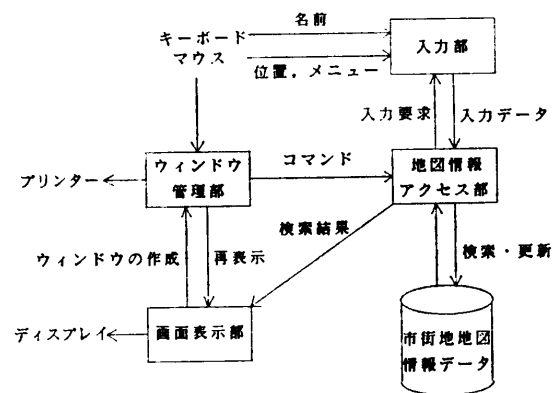 名前
キーボード
マウス
入力部
位置，メニュー
入力要求
入力データ
プリンター
ウィンドウ
管理部
コマンド
地図情報
アクセス部
検索結果
ウィンドウの作成
再表示
検索・更新
ディスプレイ
画面表示部
市街地地図
情報データ